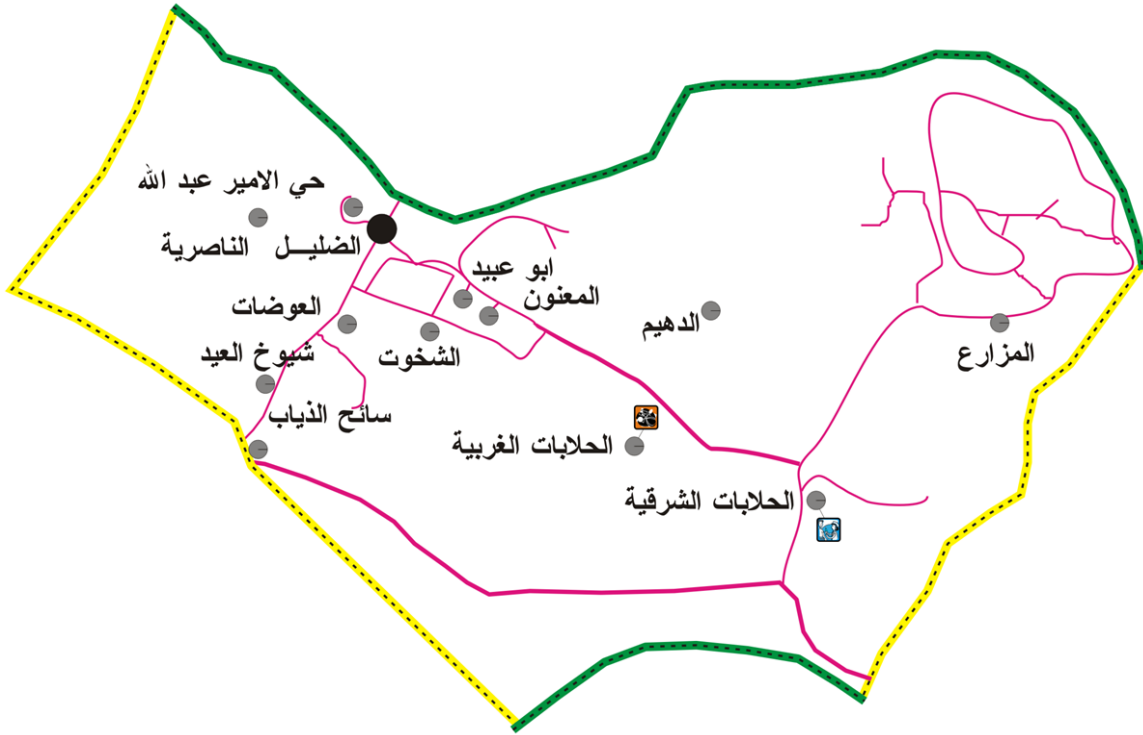 حي الامير عبد الله
الناصرية
الضليــل
ابو عبيد
المعنون
العوضات
الشخوت
شيوخ العيد
سائح الذياب
الدهيم
المزارع
الحلابات الغربية
الحلابات الشرقية